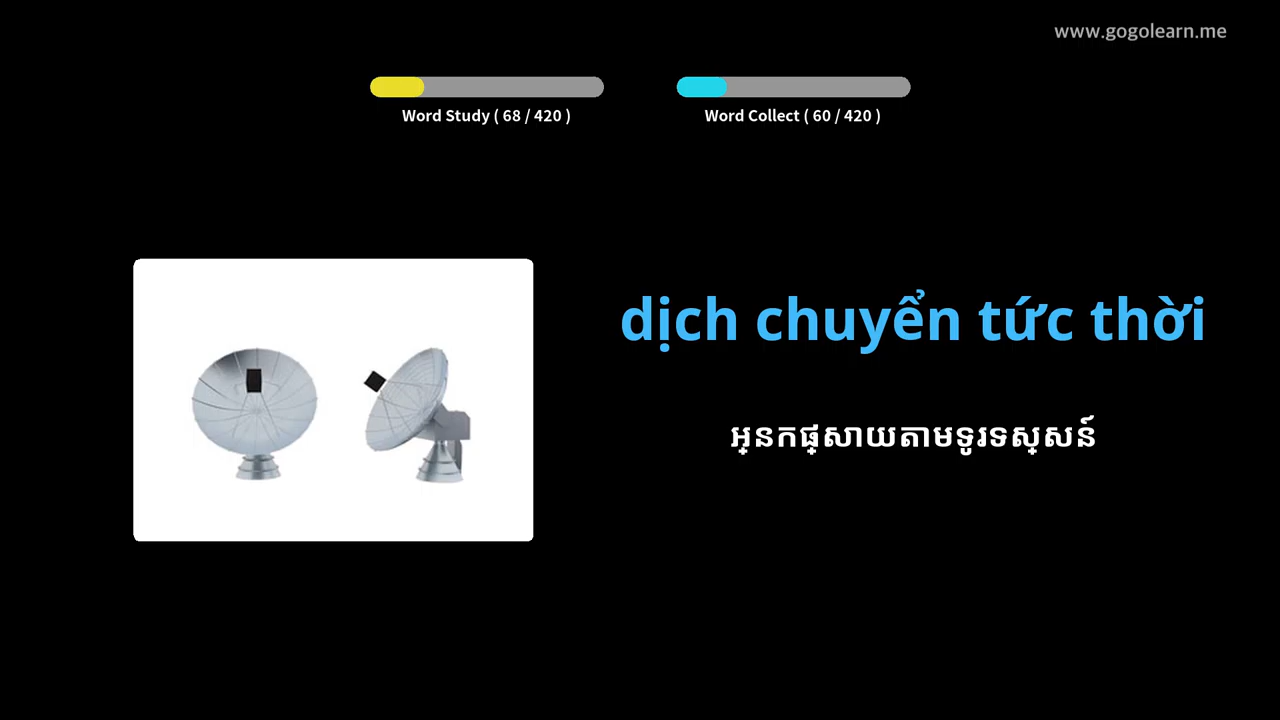 www.gogolearn.me
Word Study ( 68 / 420 )
Word Collect ( 60 / 420 )
dịch chuyển tức thời
អ្នកផ្សាយតាមទូរទស្សន៍